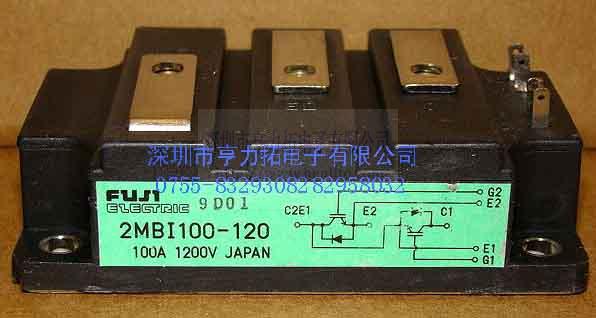 深圳市亨力拓电子有限公司
0755-83293082 82958032
FUJI
ELECTRIC 9D01
2MBI100-120
100A 1200V JAPAN
G2
E2
C2E1 E2 C1
E1
G1